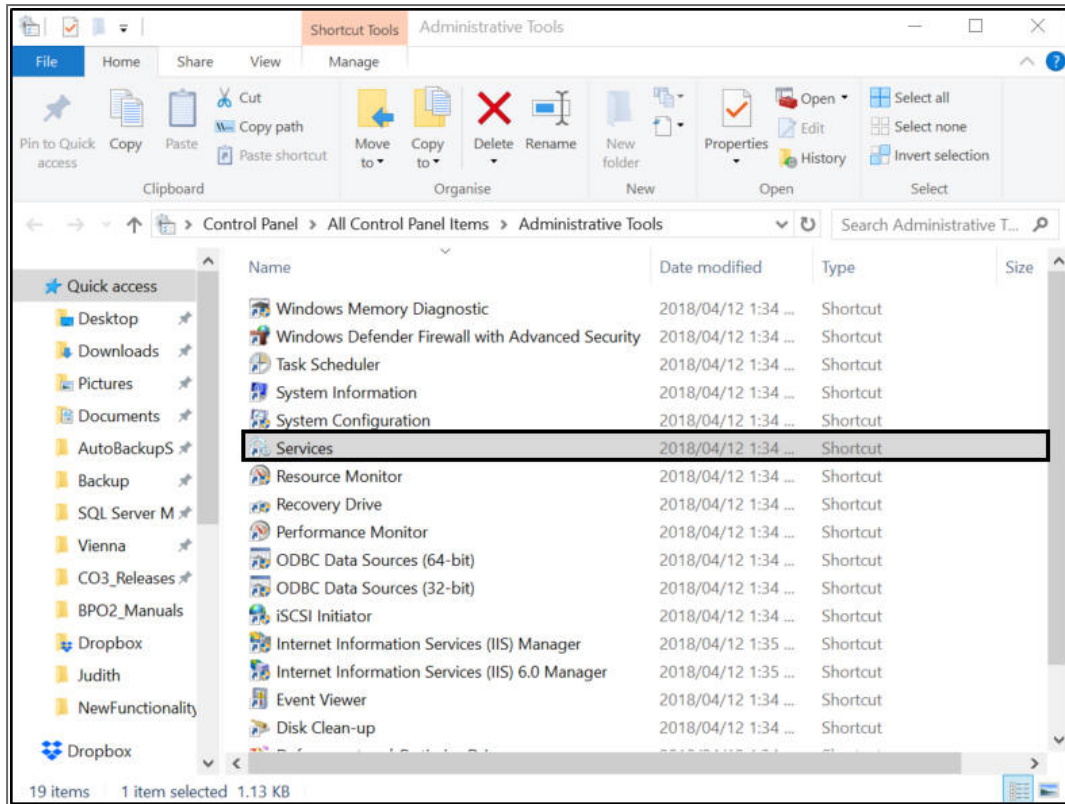 Shortcut Tools Administrative Tools
File Home Share View Manage
Pin to Quick access
Copy
Paste
Cut
Copy path
Paste shortcut
Move to
Copy to
Delete
Rename
New folder
Properties
Open
Edit
History
Select all
Select none
Invert selection
Clipboard Organise New Open Select
Control Panel > All Control Panel Items > Administrative Tools
Search Administrative T...
Quick access
Desktop
Downloads
Pictures
Documents
AutoBackupS
Backup
SQL Server M
Vienna
CO3_Releases
BPO2_Manuals
Dropbox
Judith
NewFunctionality
Dropbox
Name Date modified Type Size
Windows Memory Diagnostic 2018/04/12 1:34 ... Shortcut
Windows Defender Firewall with Advanced Security 2018/04/12 1:34 ... Shortcut
Task Scheduler 2018/04/12 1:34 ... Shortcut
System Information 2018/04/12 1:34 ... Shortcut
System Configuration 2018/04/12 1:34 ... Shortcut
Services 2018/04/12 1:34 ... Shortcut
Resource Monitor 2018/04/12 1:34 ... Shortcut
Recovery Drive 2018/04/12 1:34 ... Shortcut
Performance Monitor 2018/04/12 1:34 ... Shortcut
ODBC Data Sources (64-bit) 2018/04/12 1:34 ... Shortcut
ODBC Data Sources (32-bit) 2018/04/12 1:34 ... Shortcut
iSCSI Initiator 2018/04/12 1:34 ... Shortcut
Internet Information Services (IIS) Manager 2018/04/12 1:35 ... Shortcut
Internet Information Services (IIS) 6.0 Manager 2018/04/12 1:35 ... Shortcut
Event Viewer 2018/04/12 1:34 ... Shortcut
Disk Clean-up 2018/04/12 1:34 ... Shortcut
19 items 1 item selected 1.13 KB